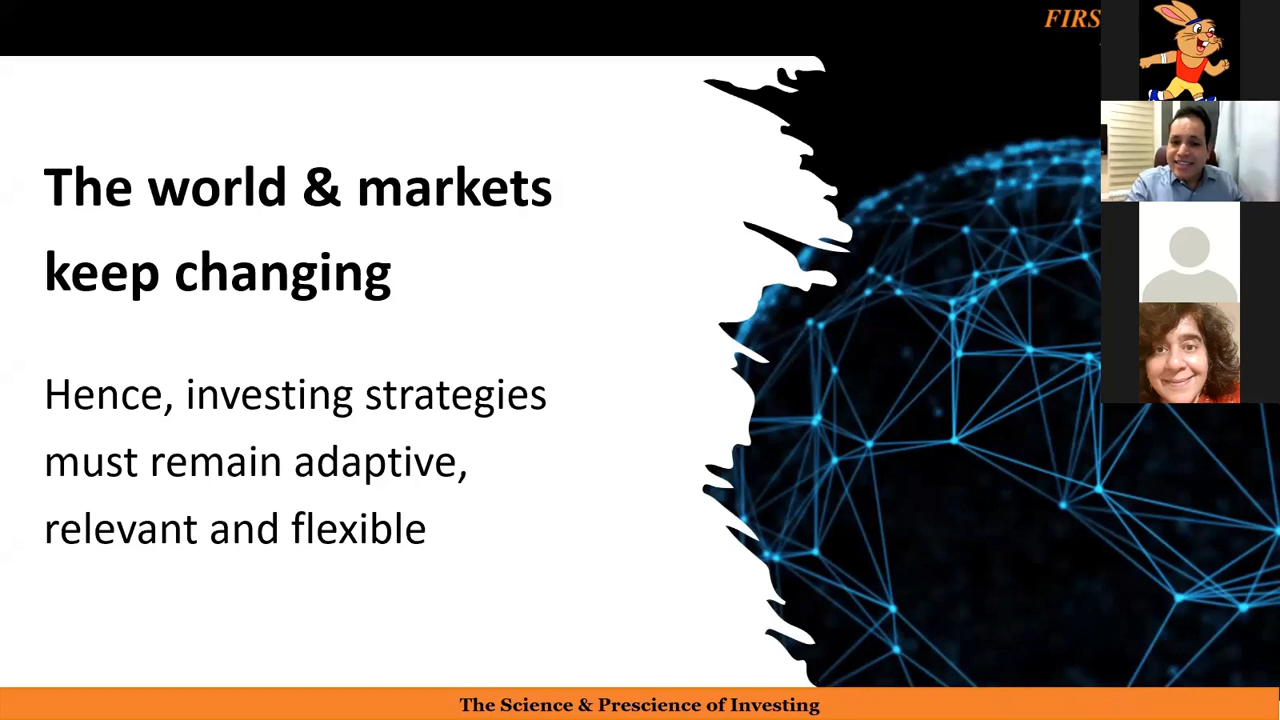 FIRS
The world & markets
keep changing
Hence, investing strategies
must remain adaptive,
relevant and flexible
The Science & Prescience of Investing